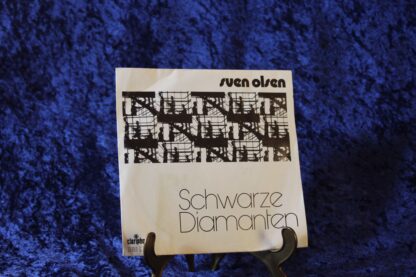 sven olsen
Schwarze
Diamanten